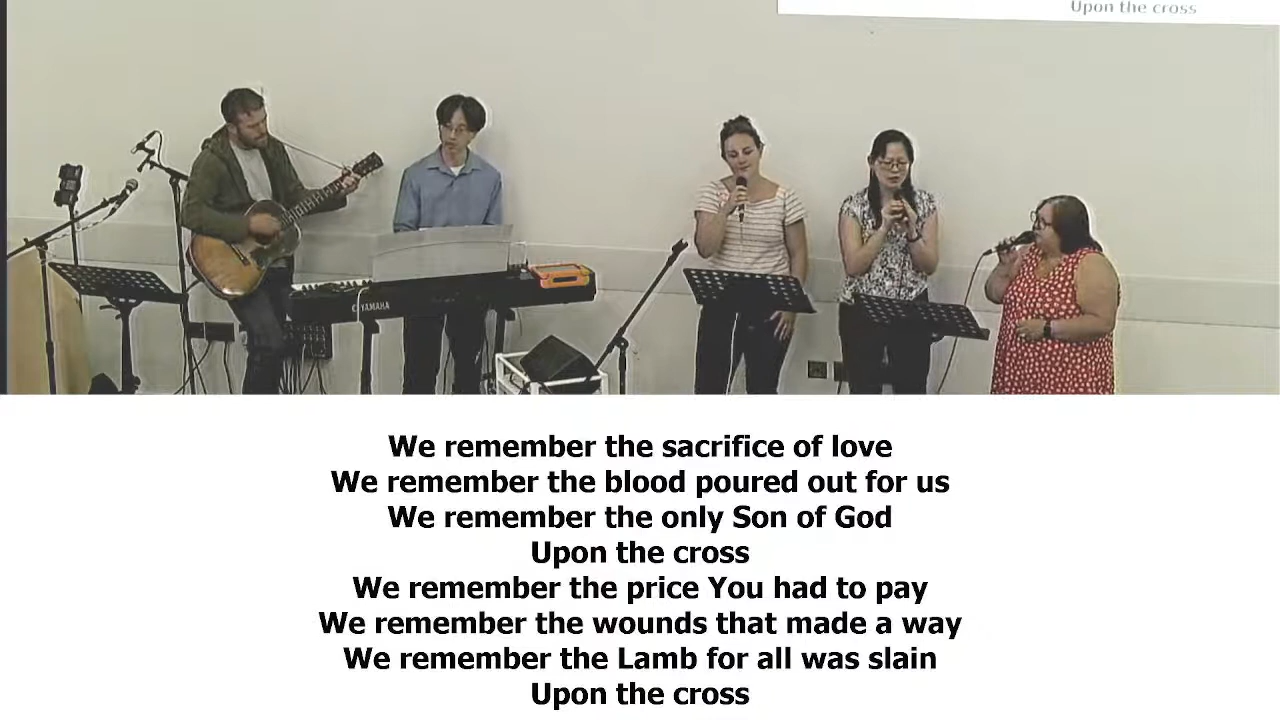 Upon the cross
YAMAHA
We remember the sacrifice of love
We remember the blood poured out for us
We remember the only Son of God
Upon the cross
We remember the price You had to pay
We remember the wounds that made a way
We remember the Lamb for all was slain
Upon the cross